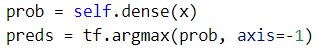 prob = self.dense(x)
preds = tf.argmax(prob, axis=-1)